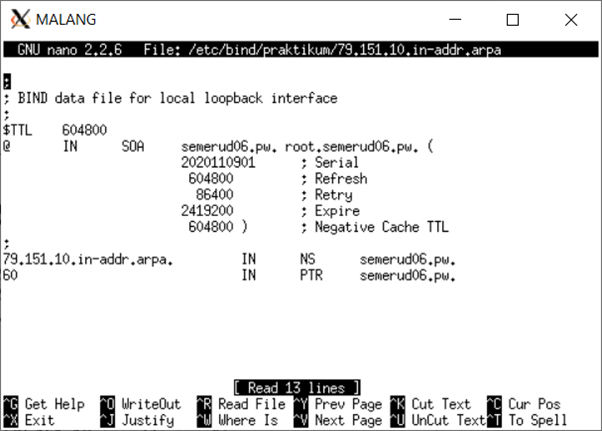 MALANG
GNU nano 2.2.6 File: /etc/bind/praktikum/79.151.10.in-addr.arpa
;
; BIND data file for local loopback interface
;
$TTL 604800
@ IN SOA semerud06.pw. root.semerud06.pw. (
2020110901 ; Serial
604800 ; Refresh
86400 ; Retry
2419200 ; Expire
604800 ) ; Negative Cache TTL
;
79.151.10.in-addr.arpa. IN NS semerud06.pw.
60 IN PTR semerud06.pw.
[ Read 13 lines ]
^G Get Help ^O WriteOut ^R Read File ^Y Prev Page ^K Cut Text ^C Cur Pos
^X Exit ^J Justify ^W Where Is ^V Next Page ^U UnCut Text ^T To Spell